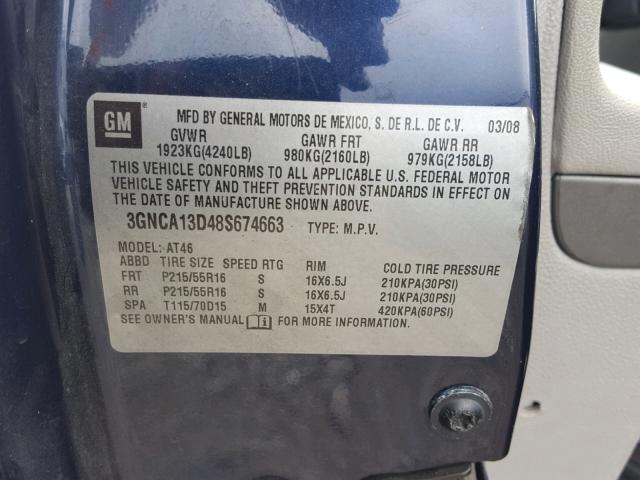 GM
MFD BY GENERAL MOTORS DE MEXICO, S. DE R.L. DE C.V. 03/08
GVWR GAWR FRT GAWR RR
1923KG(4240LB) 980KG(2160LB) 979KG(2158LB)
THIS VEHICLE CONFORMS TO ALL APPLICABLE U.S. FEDERAL MOTOR
VEHICLE SAFETY AND THEFT PREVENTION STANDARDS IN EFFECT ON
THE DATE OF MANUFACTURE SHOWN ABOVE.
3GNCA13D48S674663 TYPE: M.P.V.
MODEL: AT46
ABBD TIRE SIZE SPEED RTG RIM COLD TIRE PRESSURE
FRT P215/55R16 S 16X6.5J 210KPA(30PSI)
RR P215/55R16 S 16X6.5J 210KPA(30PSI)
SPA T115/70D15 M 15X4T 420KPA(60PSI)
SEE OWNER'S MANUAL FOR MORE INFORMATION.